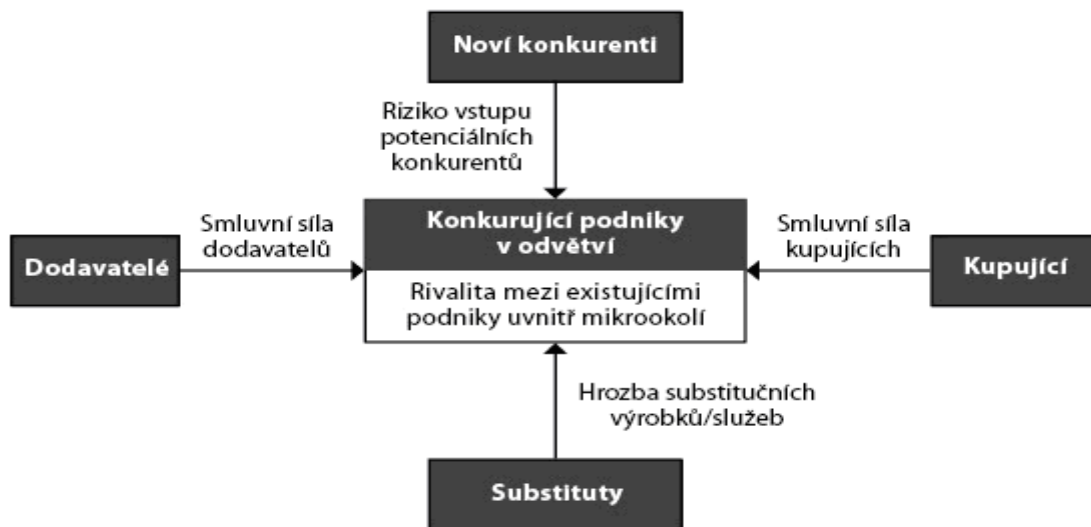 Noví konkurenti
Riziko vstupu
potenciálních
konkurentů
Smluvní síla
dodavatelů
Dodavatelé
Konkurující podniky
v odvětví
Rivalita mezi existujícími
podniky uvnitř mikrookolí
Smluvní síla
kupujících
Kupující
Hrozba substitučních
výrobků/služeb
Substituty